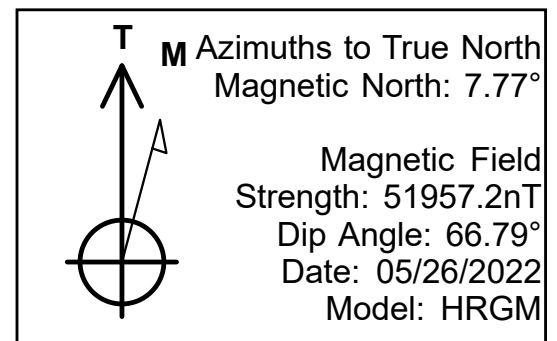 T
M Azimuths to True North
Magnetic North: 7.77°
Magnetic Field
Strength: 51957.2nT
Dip Angle: 66.79°
Date: 05/26/2022
Model: HRGM